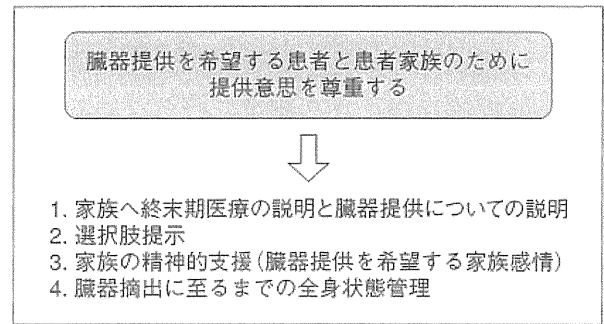 臓器提供を希望する患者と患者家族のために
提供意思を尊重する
1. 家族へ終末期医療の説明と臓器提供についての説明
2. 選択肢提示
3. 家族の精神的支援(臓器提供を希望する家族感情)
4. 臓器摘出に至るまでの全身状態管理